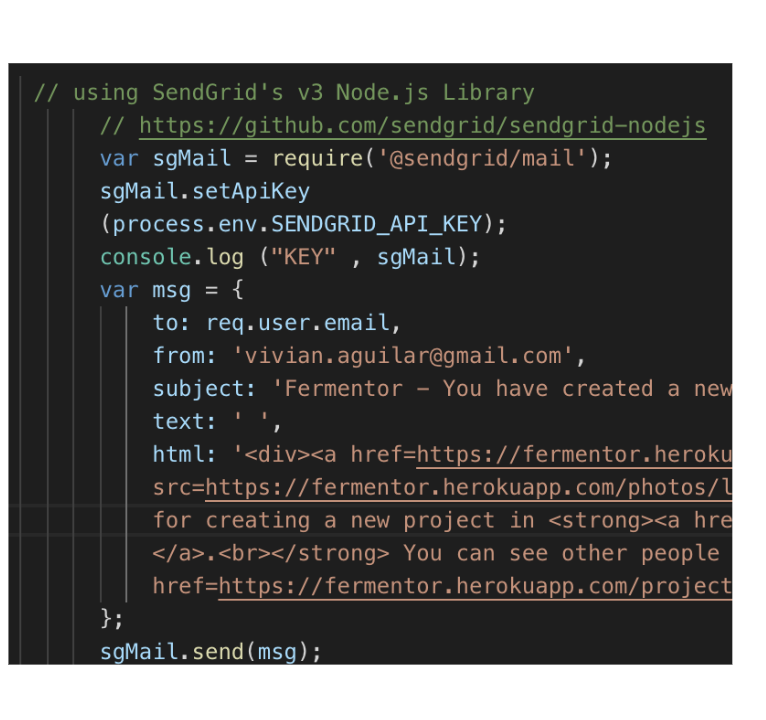 // using SendGrid's v3 Node.js Library
// https://github.com/sendgrid/sendgrid-nodejs
var sgMail = require('@sendgrid/mail');
sgMail.setApiKey
(process.env.SENDGRID_API_KEY);
console.log ("KEY" , sgMail);
var msg = {
to: req.user.email,
from: 'vivian.aguilar@gmail.com',
subject: 'Fermentor – You have created a new
text: ' ',
html: '<div><a href=https://fermentor.heroku
src=https://fermentor.herokuapp.com/photos/l
for creating a new project in <strong><a hre
</a>.<br></strong> You can see other people
href=https://fermentor.herokuapp.com/project
};
sgMail.send(msg);